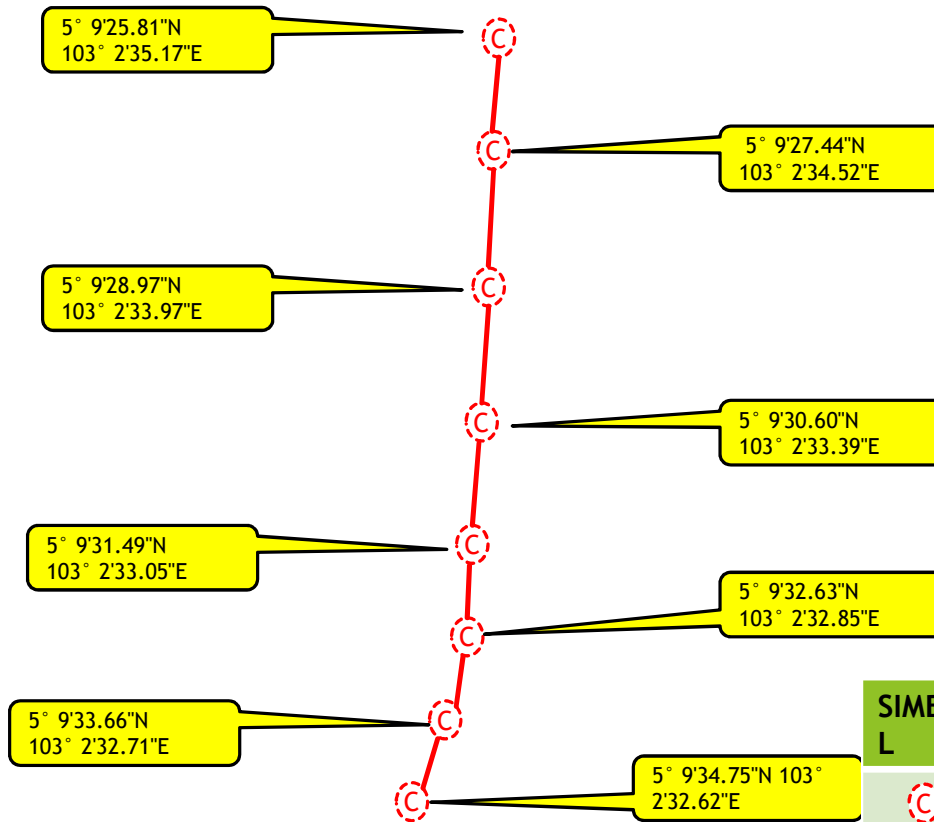 5° 9'25.81"N
103° 2'35.17"E
C
C
5° 9'27.44"N
103° 2'34.52"E
5° 9'28.97"N
103° 2'33.97"E
C
C
5° 9'30.60"N
103° 2'33.39"E
5° 9'31.49"N
103° 2'33.05"E
C
5° 9'32.63"N
103° 2'32.85"E
C
5° 9'33.66"N
103° 2'32.71"E
C
5° 9'34.75"N 103°
2'32.62"E
C
SIMB
L
C